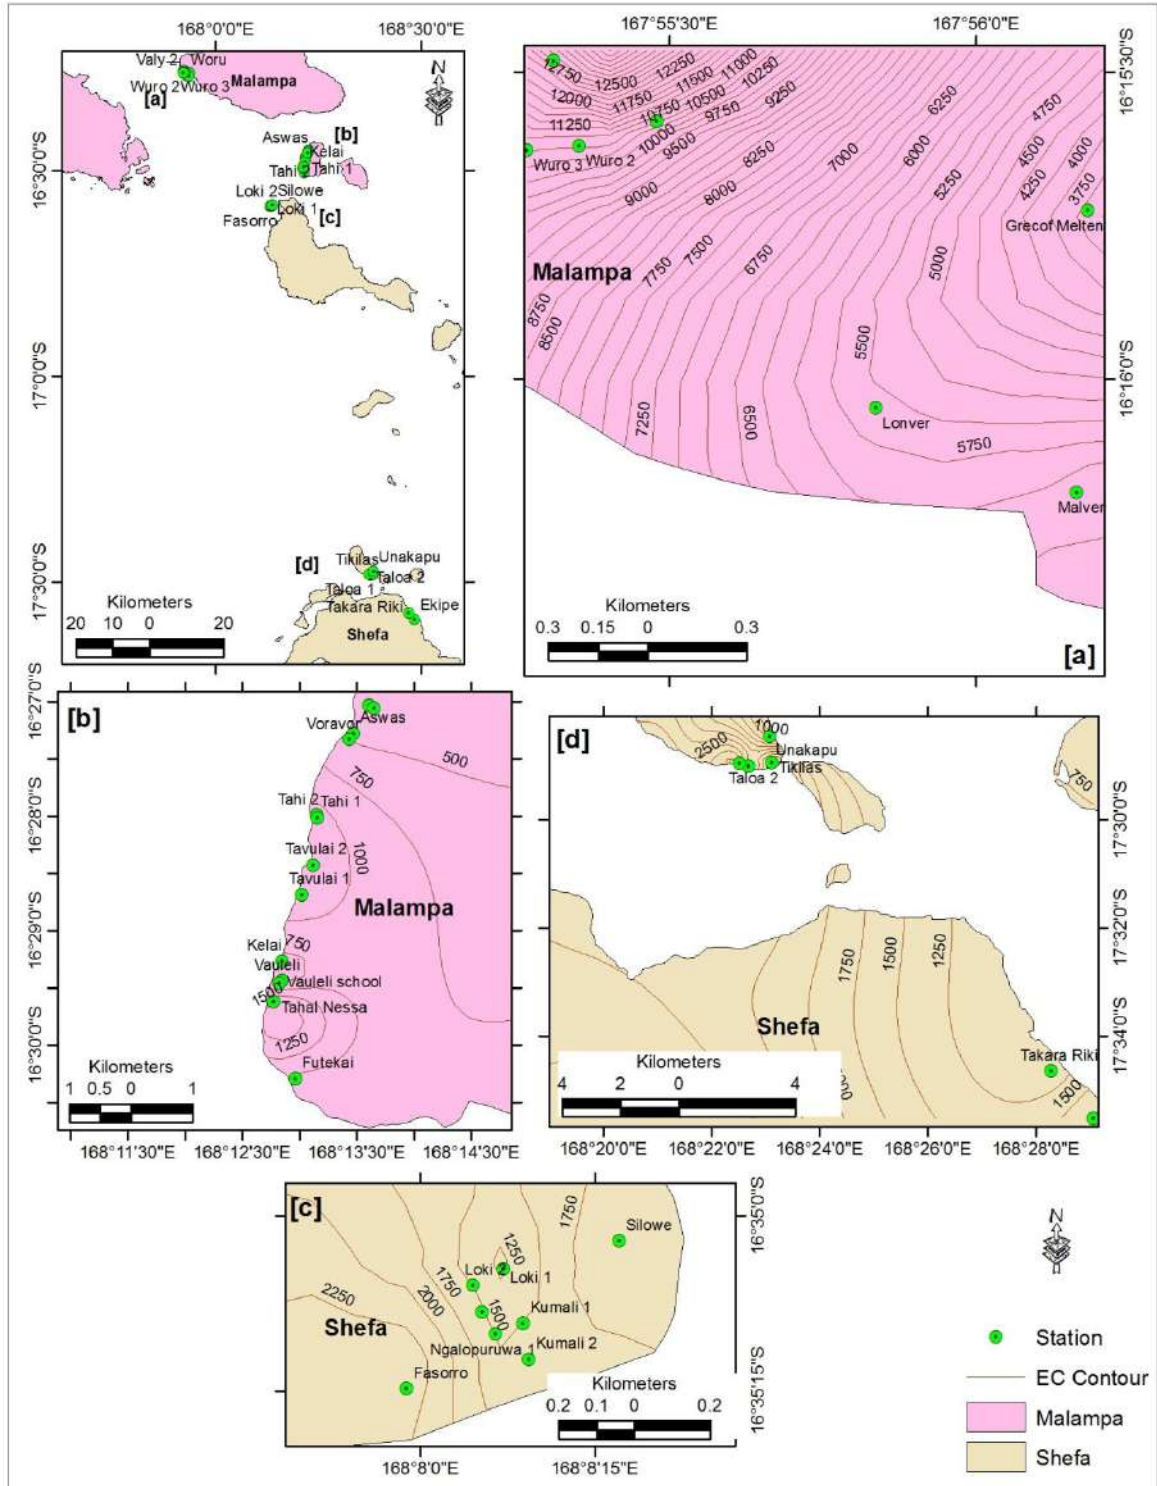 168°0'0"E
168°30'0"E
Valy 2
Woru
Wuro 2
Wuro 3
Malampa
[a]
N
Aswas
[b]
Kelai
Tahi 2
Tahi 1
16°30'0"S
Loki 2
Silowe
Loki 1
[c]
Fasorro
17°0'0"S
[d]
Tikilas
Unakapu
Taloa 2
Taloa 1
17°30'0"S
Takara Riki
Ekipe
Shefa
Kilometers
20 10 0 20
167°55'30"E
167°56'0"E
12750
12500
12250
11500
11000
10250
12000
11750
10750
10500
9750
9250
11250
10000
9500
Wuro 3
Wuro 2
8250
7000
6250
6000
5250
4750
4500
4250
4000
3750
9000
8000
Grecof Melten
16°15'30"S
Malampa
7750
7500
6750
5000
8750
8500
5500
16°16'0"S
7250
6500
Lonver
5750
Malver
Kilometers
0.3 0.15 0 0.3
[a]
[b]
16°27'0"S
Aswas
Voravor
500
750
16°28'0"S
Tahi 2
Tahi 1
Tavulai 2
1000
Tavulai 1
Malampa
16°29'0"S
Kelai
750
Vauleli
Vauleli school
1500
Tahal Nessa
16°30'0"S
1250
Futekai
Kilometers
1 0.5 0 1
168°11'30"E
168°12'30"E
168°13'30"E
168°14'30"E
[d]
1000
2500
Unakapu
Tikilas
Taloa 2
750
17°30'0"S
17°32'0"S
1750
1500
1250
Shefa
17°34'0"S
Takara Riki
1500
Kilometers
4 2 0 4
168°20'0"E
168°22'0"E
168°24'0"E
168°26'0"E
168°28'0"E
[c]
1750
Silowe
16°35'0"S
1250
Loki 2
Loki 1
1750
2000
2250
1500
Kumali 1
Shefa
Ngalopuruwa 1
Kumali 2
Fasorro
16°35'15"S
Kilometers
0.2 0.1 0 0.2
168°8'0"E
168°8'15"E
N
Station
EC Contour
Malampa
Shefa